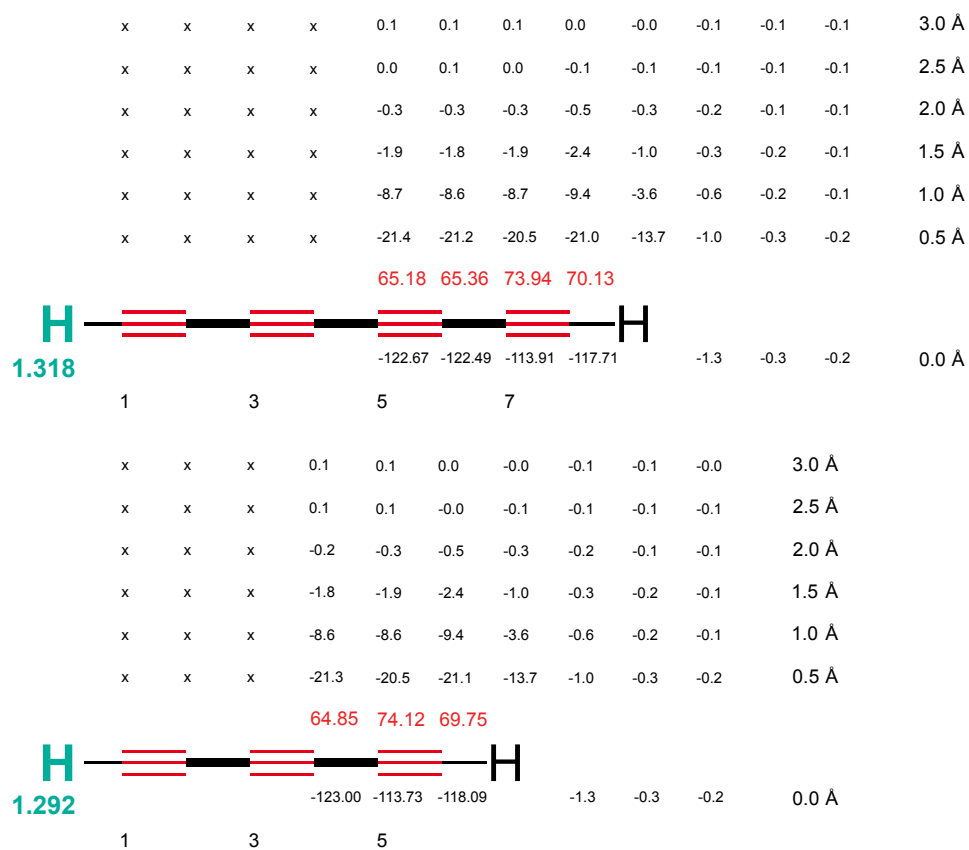 x x x x 0.1 0.1 0.1 0.0 -0.0 -0.1 -0.1 -0.1 3.0 Å
x x x x 0.0 0.1 0.0 -0.1 -0.1 -0.1 -0.1 -0.1 2.5 Å
x x x x -0.3 -0.3 -0.3 -0.5 -0.3 -0.2 -0.1 -0.1 2.0 Å
x x x x -1.9 -1.8 -1.9 -2.4 -1.0 -0.3 -0.2 -0.1 1.5 Å
x x x x -8.7 -8.6 -8.7 -9.4 -3.6 -0.6 -0.2 -0.1 1.0 Å
x x x x -21.4 -21.2 -20.5 -21.0 -13.7 -1.0 -0.3 -0.2 0.5 Å
65.18 65.36 73.94 70.13
H H
1.318 -122.67 -122.49 -113.91 -117.71 -1.3 -0.3 -0.2 0.0 Å
1 3 5 7
x x x 0.1 0.1 0.0 -0.0 -0.1 -0.1 -0.0 3.0 Å
x x x 0.1 0.1 -0.0 -0.1 -0.1 -0.1 -0.1 2.5 Å
x x x -0.2 -0.3 -0.5 -0.3 -0.2 -0.1 -0.1 2.0 Å
x x x -1.8 -1.9 -2.4 -1.0 -0.3 -0.2 -0.1 1.5 Å
x x x -8.6 -8.6 -9.4 -3.6 -0.6 -0.2 -0.1 1.0 Å
x x x -21.3 -20.5 -21.1 -13.7 -1.0 -0.3 -0.2 0.5 Å
64.85 74.12 69.75
H H
1.292 -123.00 -113.73 -118.09 -1.3 -0.3 -0.2 0.0 Å
1 3 5